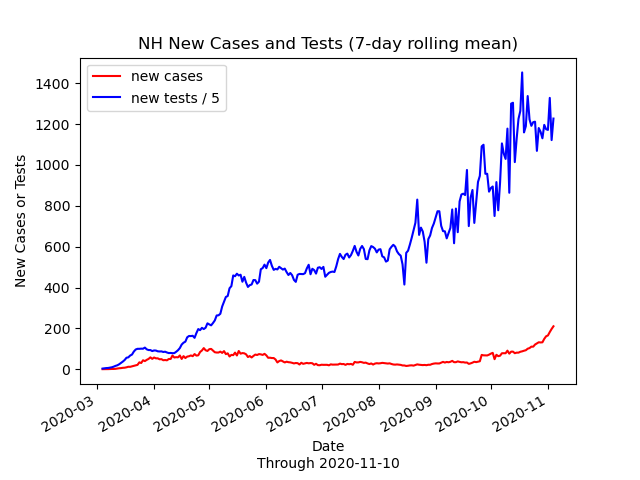 NH New Cases and Tests (7-day rolling mean)
new cases
new tests / 5
New Cases or Tests
1400
1200
1000
800
600
400
200
0
2020-03
2020-04
2020-05
2020-06
2020-07
2020-08
2020-09
2020-10
2020-11
Date
Through 2020-11-10